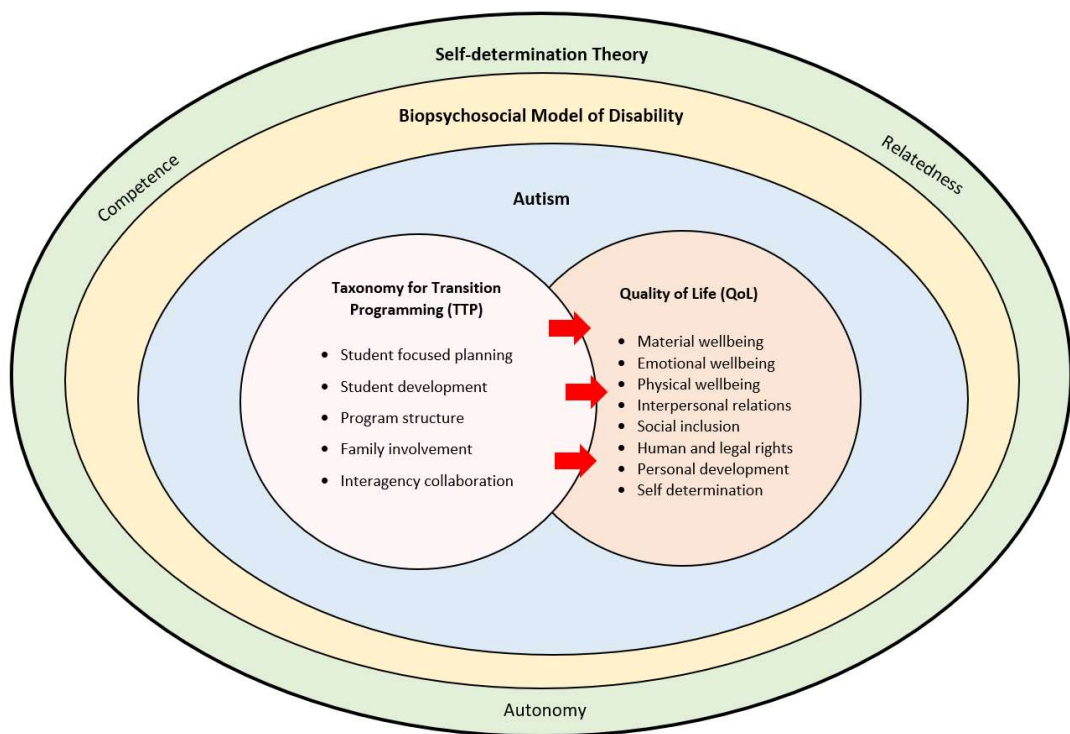 Self-determination Theory
Biopsychosocial Model of Disability
Competence
Relatedness
Autism
Taxonomy for Transition
Programming (TTP)
• Student focused planning
• Student development
• Program structure
• Family involvement
• Interagency collaboration
Quality of Life (QoL)
• Material wellbeing
• Emotional wellbeing
• Physical wellbeing
• Interpersonal relations
• Social inclusion
• Human and legal rights
• Personal development
• Self determination
Autonomy